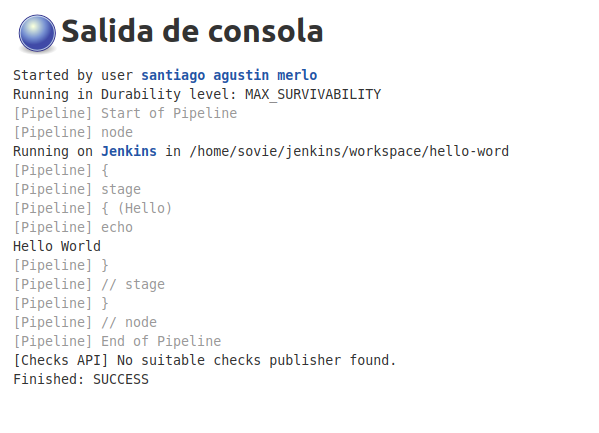 Salida de consola
Started by user santiago agustin merlo
Running in Durability level: MAX_SURVIVABILITY
[Pipeline] Start of Pipeline
[Pipeline] node
Running on Jenkins in /home/sovie/jenkins/workspace/hello-word
[Pipeline] {
[Pipeline] stage
[Pipeline] { (Hello)
[Pipeline] echo
Hello World
[Pipeline] }
[Pipeline] // stage
[Pipeline] }
[Pipeline] // node
[Pipeline] End of Pipeline
[Checks API] No suitable checks publisher found.
Finished: SUCCESS